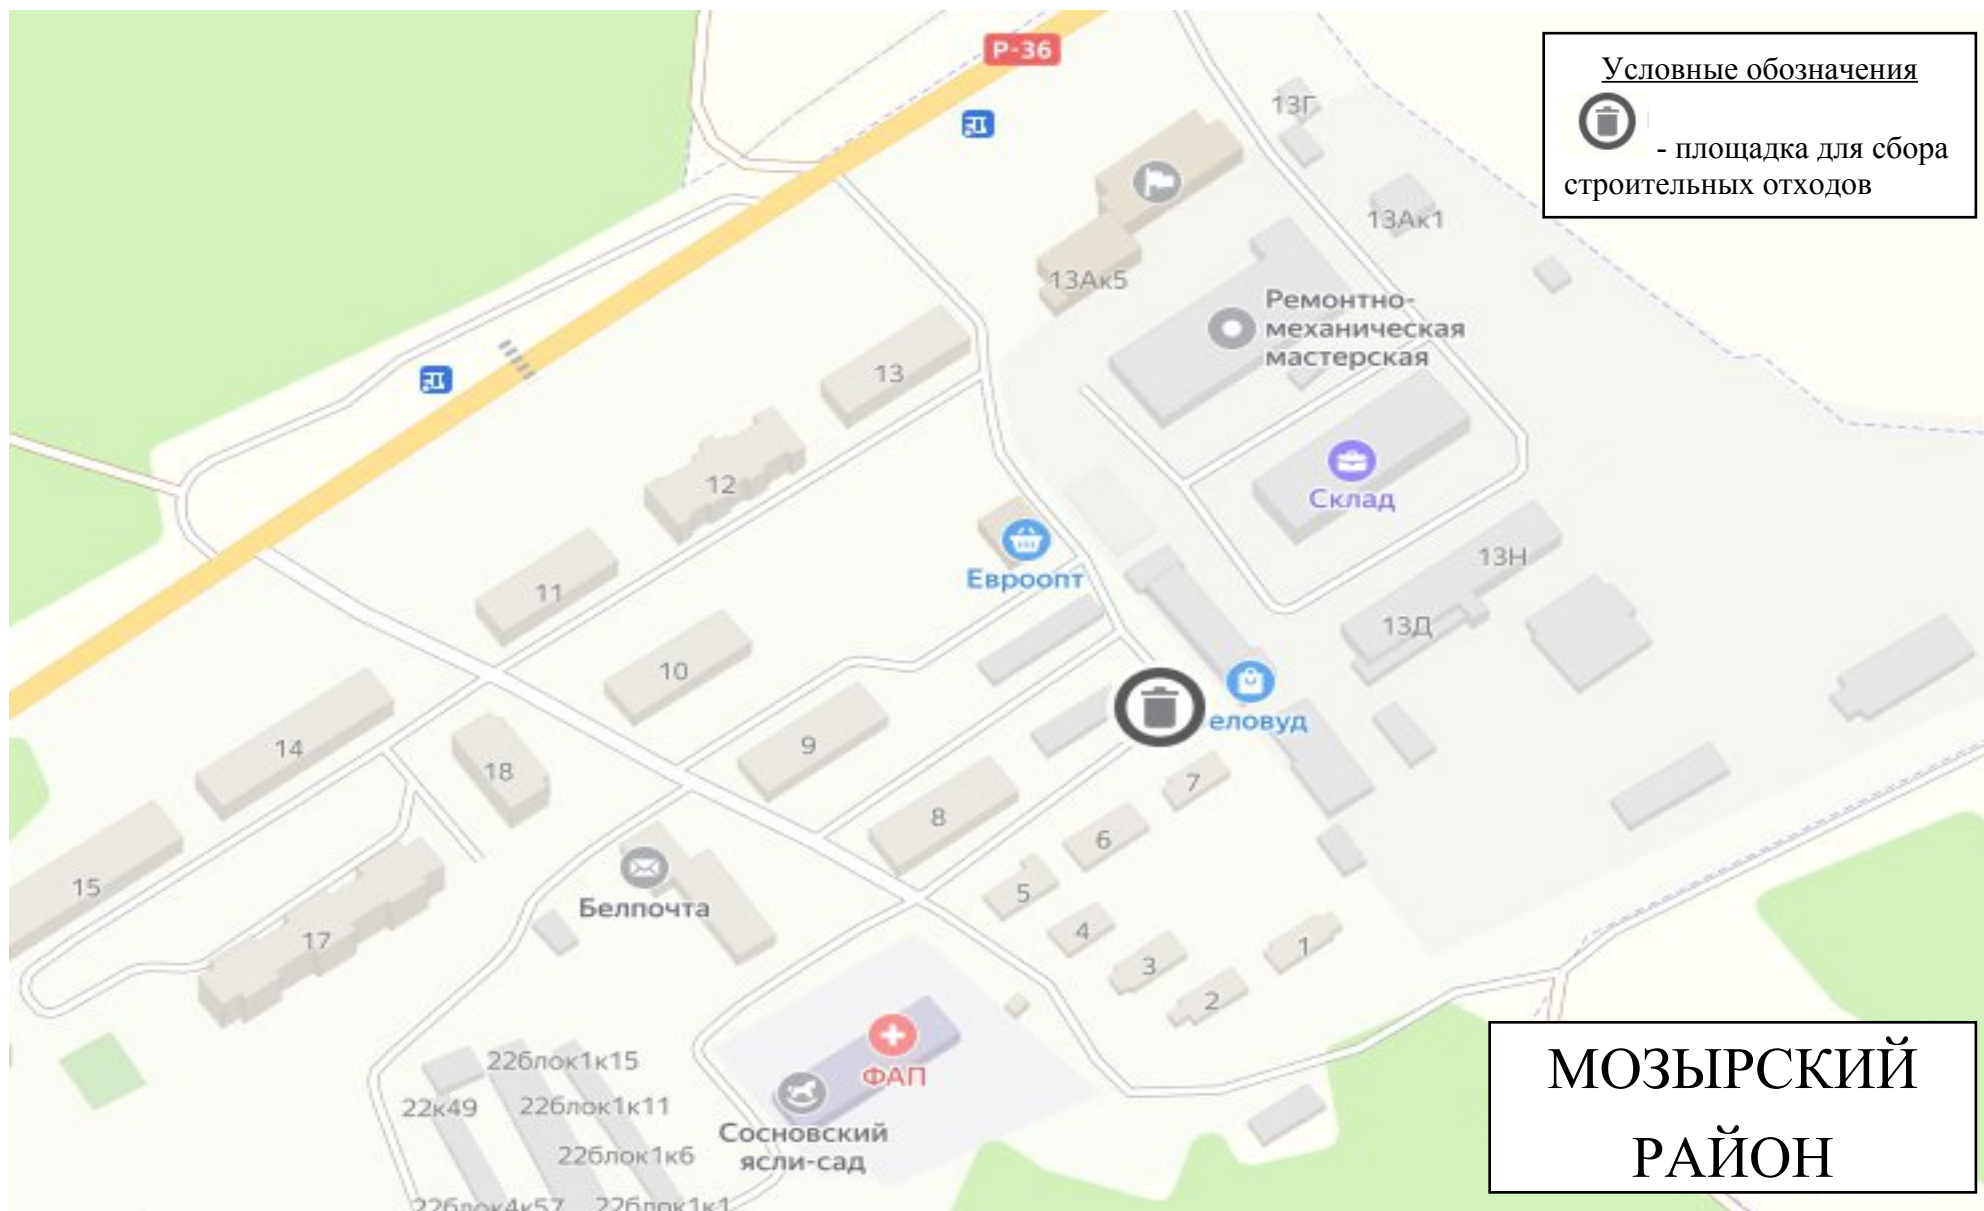 Р-36
Условные обозначения
- площадка для сбора
строительных отходов
13Г
13Ак1
13Ак5
Ремонтно-
механическая
мастерская
13
12
Склад
11
Евроопт
13Н
13Д
10
14
18
9
еловуд
8
7
6
15
17
Белпочта
5
4
3
1
2
ФАП
Сосновский
ясли-сад
22блок1к15
22к49
22блок1к11
22блок1к6
22блок4к57
22блок1к1
МОЗЫРСКИЙ
РАЙОН